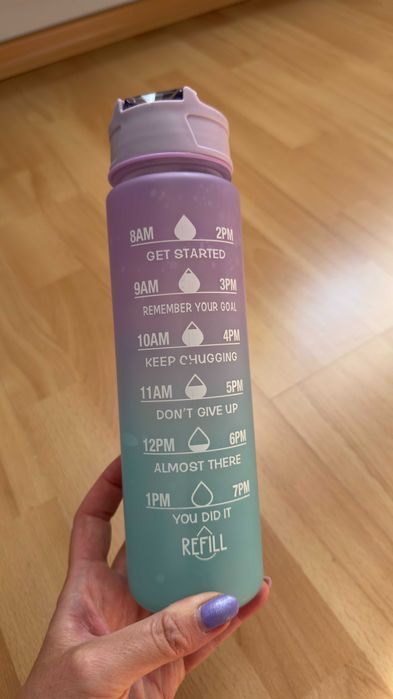 8AM 2PM
GET STARTED
9AM 3PM
REMEMBER YOUR GOAL
10AM 4PM
KEEP CHUGGING
11AM 5PM
DON'T GIVE UP
12PM 6PM
ALMOST THERE
1PM 7PM
YOU DID IT
REFILL